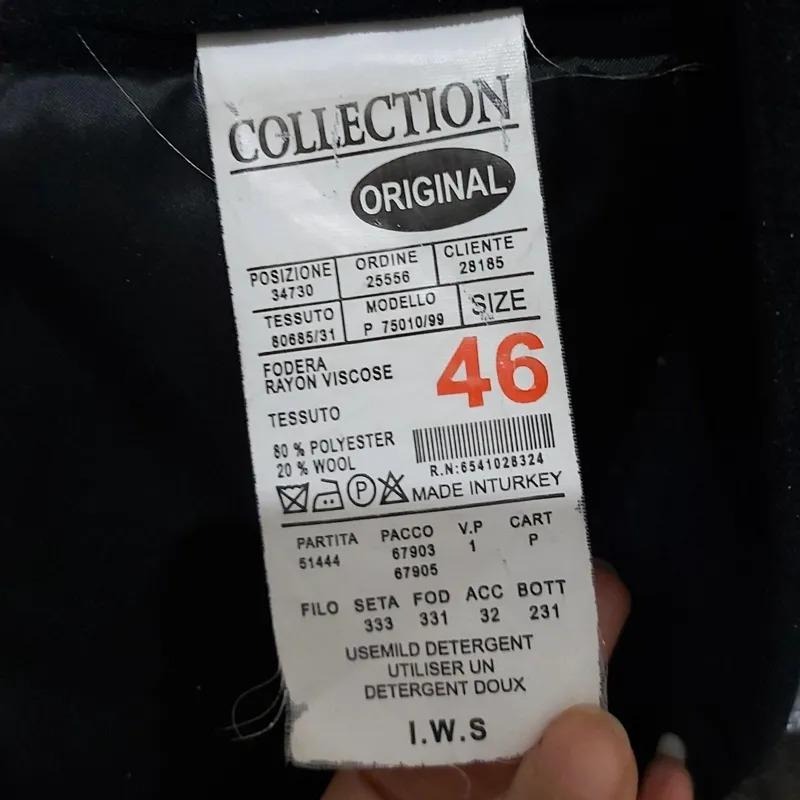 COLLECTION
ORIGINAL
POSIZIONE ORDINE CLIENTE
34730 25556 28185
TESSUTO MODELLO SIZE
80685/31 P 75010/99
46
FODERA
RAYON VISCOSE
TESSUTO
80 % POLYESTER
20 % WOOL
R.N:6541028324
P MADE INTURKEY
PARTITA PACCO V.P CART
51444 67903 1 P
67905
FILO SETA FOD ACC BOTT
333 331 32 231
USEMILD DETERGENT
UTILISER UN
DETERGENT DOUX
I.W.S